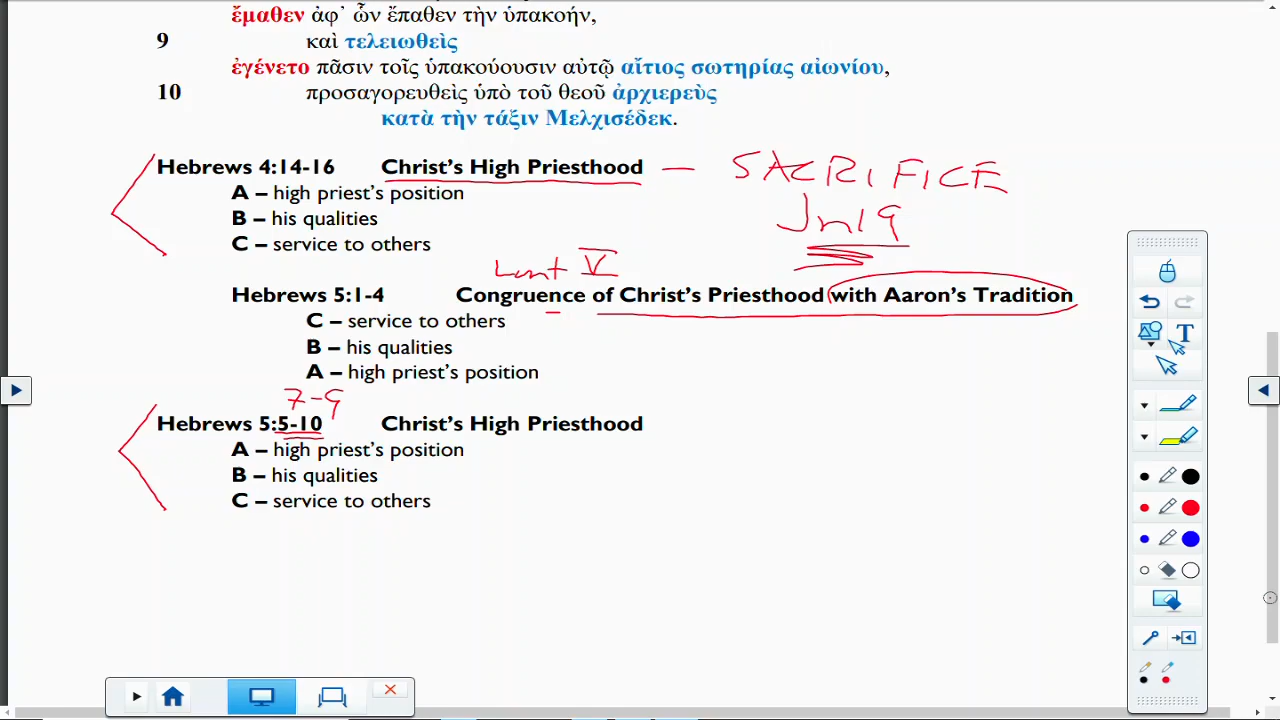 ἔμαθεν ἀφ᾽ ὧν ἔπαθεν τὴν ὑπακοήν,
9 καὶ τελειωθεὶς
ἐγένετο πᾶσιν τοῖς ὑπακούουσιν αὐτῷ αἴτιος σωτηρίας αἰωνίου,
10 προσαγορευθεὶς ὑπὸ τοῦ θεοῦ ἀρχιερεὺς
κατὰ τὴν τάξιν Μελχισέδεκ.
Hebrews 4:14-16 Christ's High Priesthood — SACRIFICE
A – high priest's position
B – his qualities
Jn 19
C – service to others
Lent V
Hebrews 5:1-4 Congruence of Christ's Priesthood with Aaron's Tradition
C – service to others
B – his qualities
A – high priest's position
7-9
Hebrews 5:5-10 Christ's High Priesthood
A – high priest's position
B – his qualities
C – service to others
T